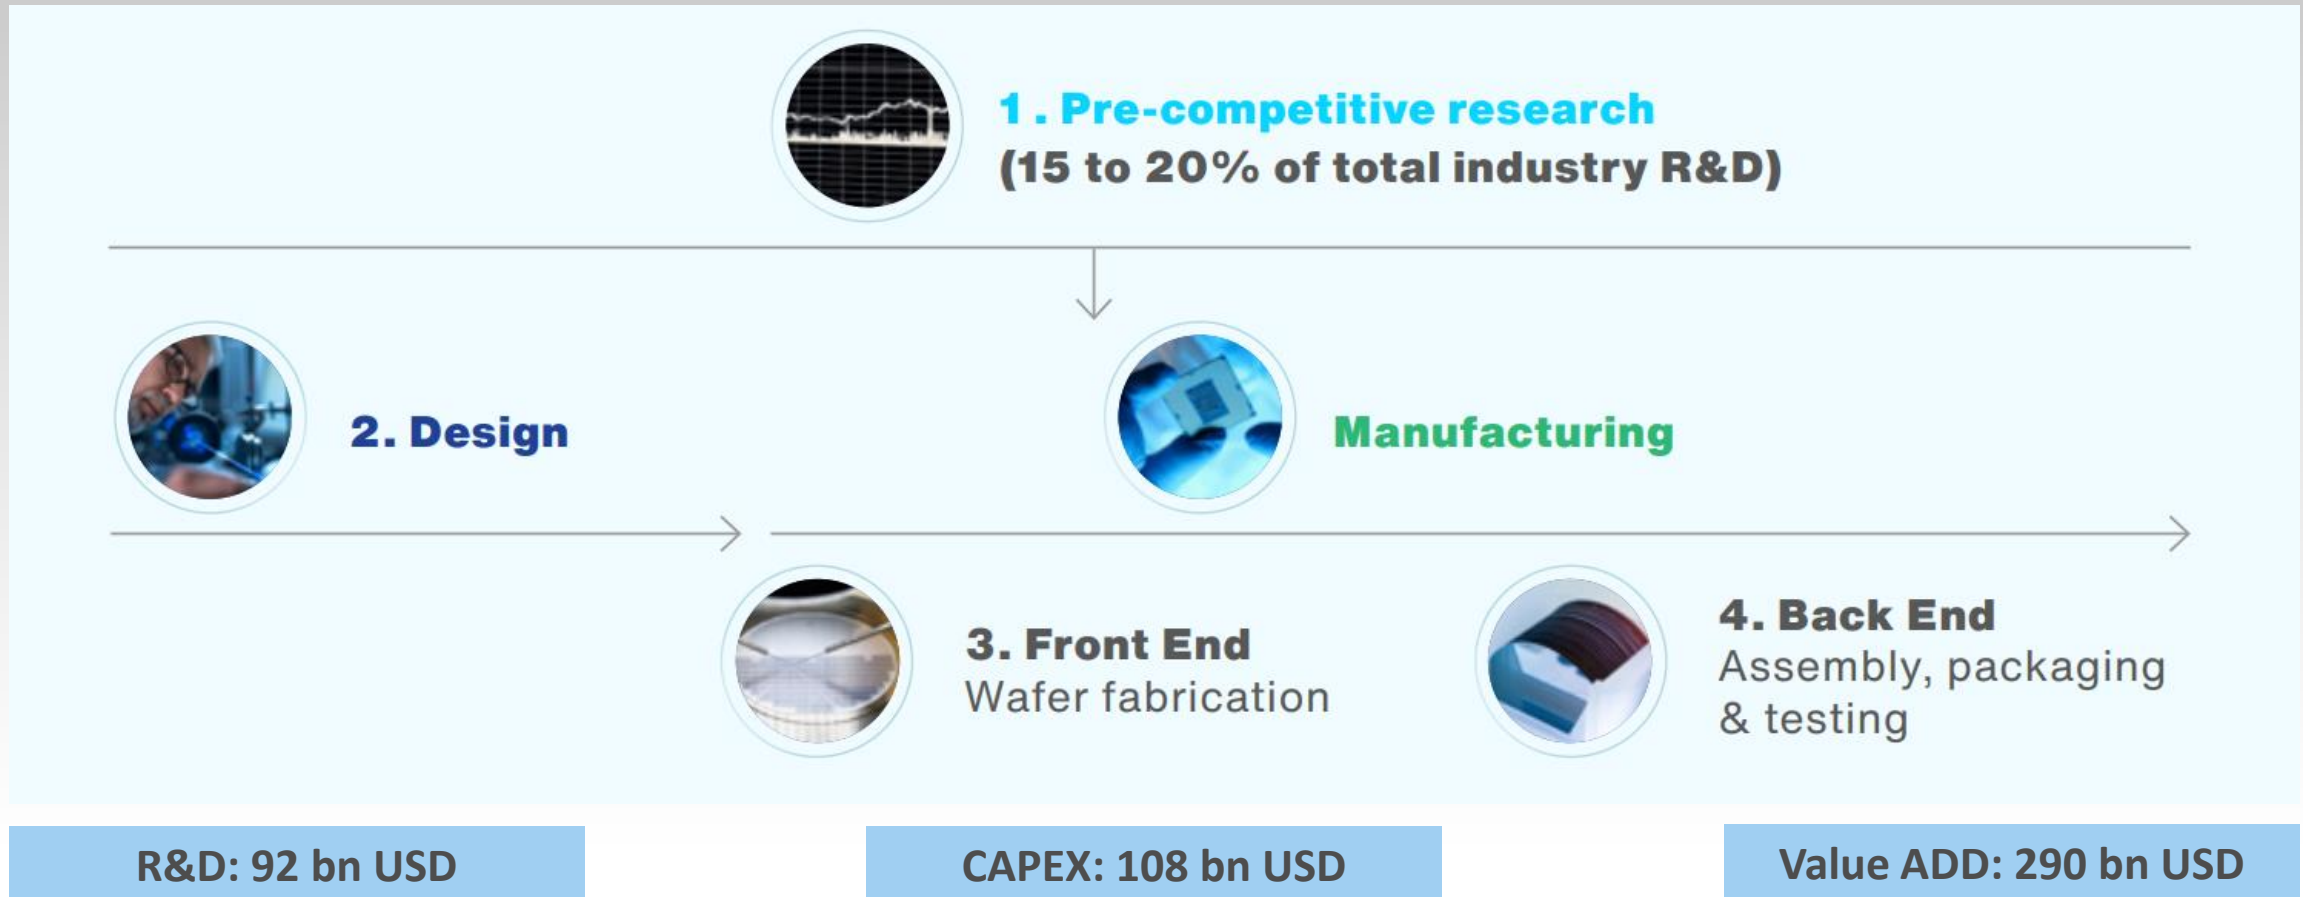 1. Pre-competitive research
(15 to 20% of total industry R&D)
2. Design
Manufacturing
3. Front End
Wafer fabrication
4. Back End
Assembly, packaging
& testing
R&D: 92 bn USD
CAPEX: 108 bn USD
Value ADD: 290 bn USD